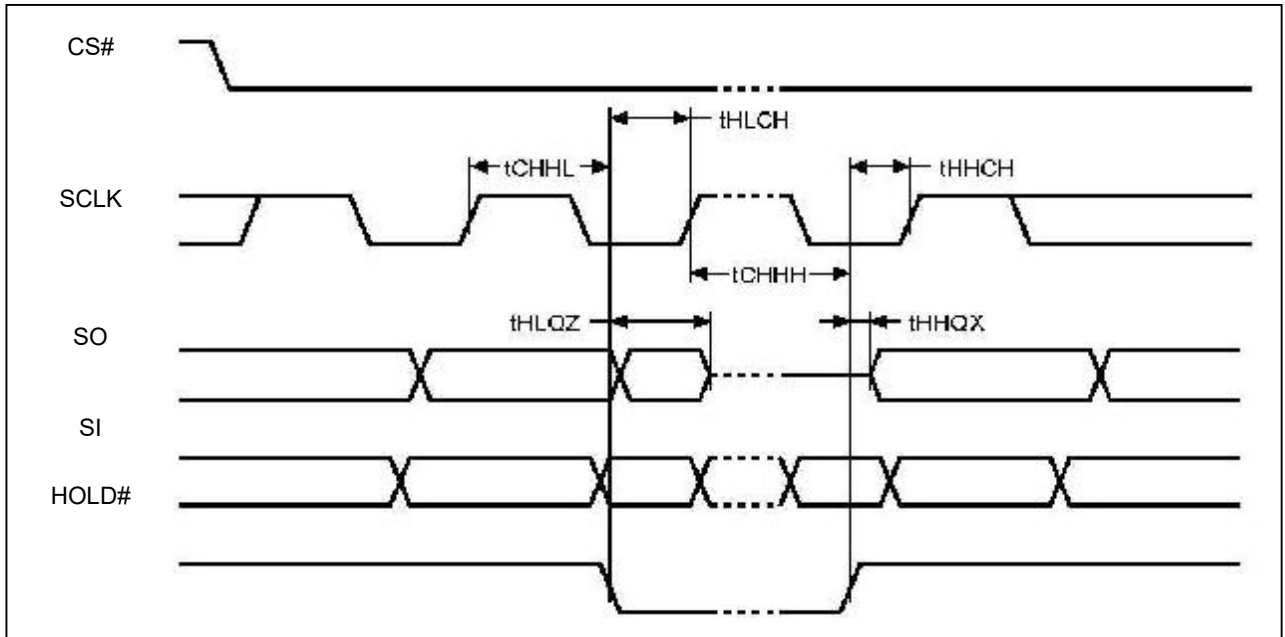 CS#
tHLCH
tCHHL
tHHCH
SCLK
tCHHH
tHLQZ
tHHQX
SO
SI
HOLD#